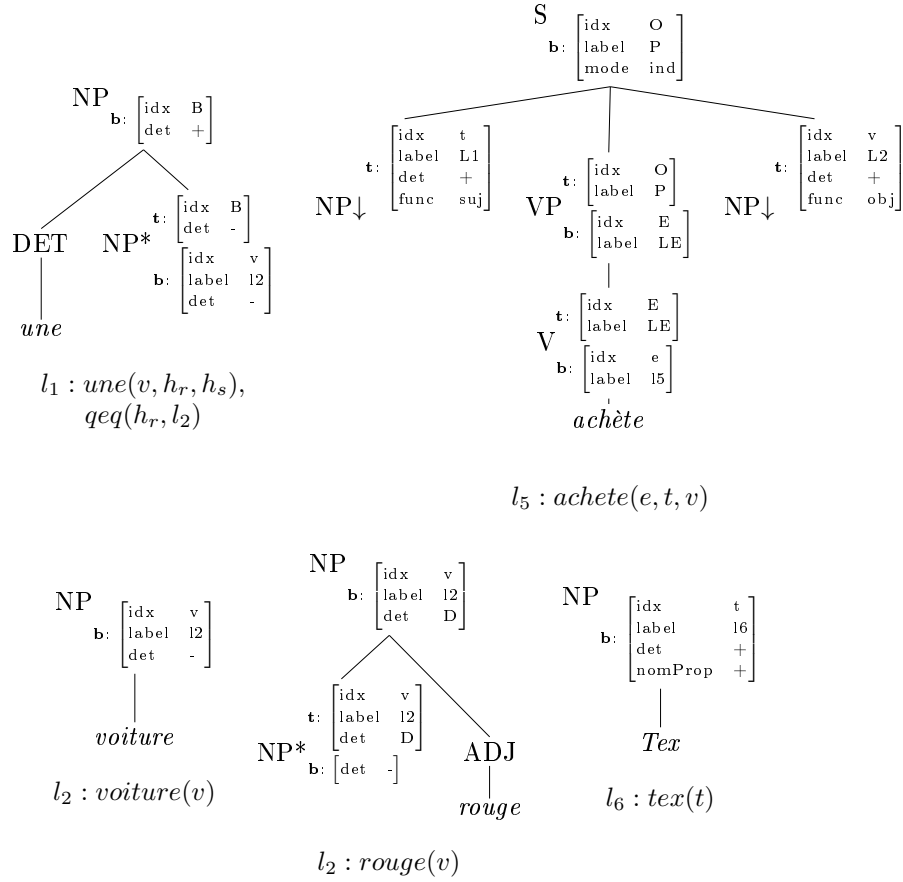 S
b: [idx O
label P
mode ind]
NP
b: [idx B
det +]
t: [idx t
label L1
det +
func suj]
NP↓
t: [idx O
label P]
VP
b: [idx E
label LE]
t: [idx v
label L2
det +
func obj]
NP↓
DET
t: [idx B
det -]
NP*
b: [idx v
label l2
det -]
une
t: [idx E
label LE]
V
b: [idx e
label l5]
achète
l₁ : une(v, hᵣ, hₛ),
qeq(hᵣ, l₂)
l₅ : achete(e, t, v)
NP
b: [idx v
label l2
det -]
voiture
l₂ : voiture(v)
NP
b: [idx v
label l2
det D]
t: [idx v
label l2
det D]
NP*
b: [det -]
ADJ
rouge
l₂ : rouge(v)
NP
b: [idx t
label l6
det +
nomProp +]
Tex
l₆ : tex(t)